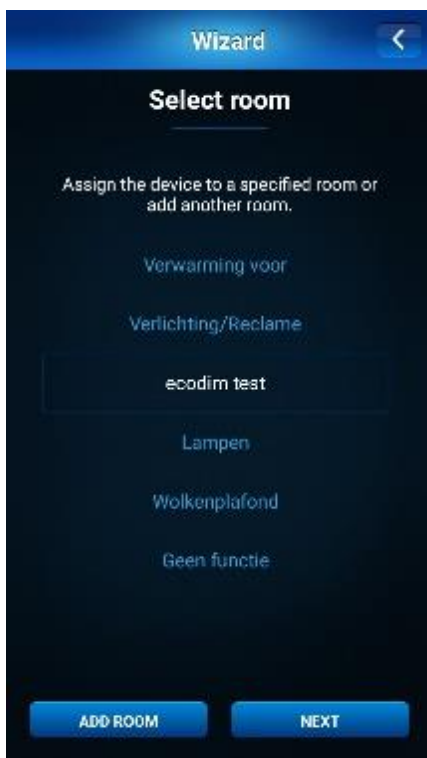 Wizard
Select room
Assign the device to a specified room or
add another room.
Verwarming voor
Verlichting/Reclame
ecodim test
Lampen
Wolkenplafond
Geen functie
ADD ROOM
NEXT